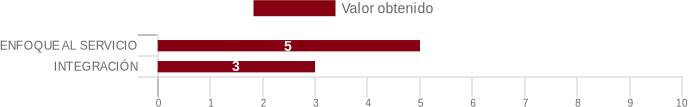 Valor obtenido
ENFOQUE AL SERVICIO 5
INTEGRACIÓN 3
0 1 2 3 4 5 6 7 8 9 10